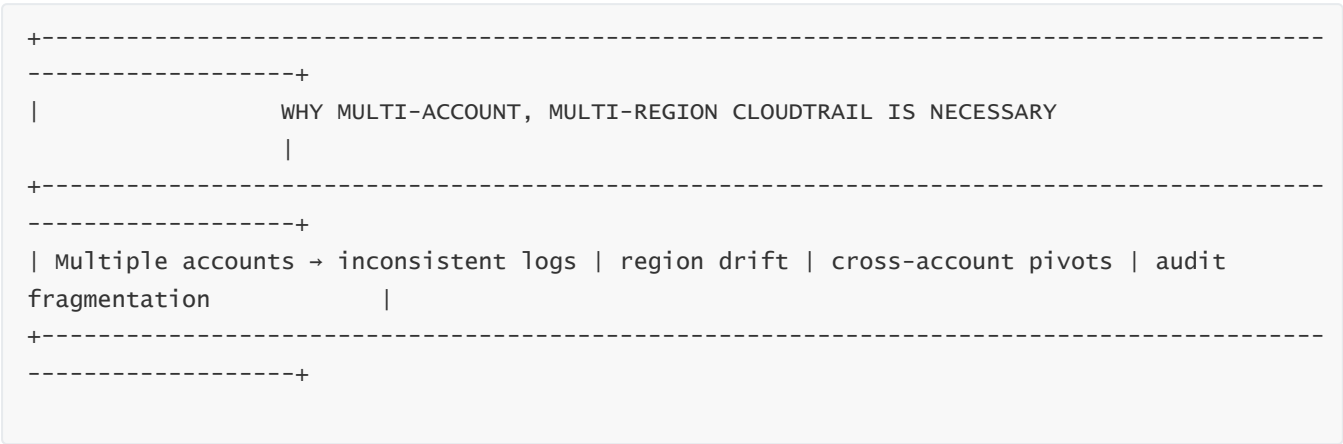 +-------------------------------------------------------------------------------------------
-------------------+
|                 WHY MULTI-ACCOUNT, MULTI-REGION CLOUDTRAIL IS NECESSARY
                  |
+-------------------------------------------------------------------------------------------
-------------------+
| Multiple accounts → inconsistent logs | region drift | cross-account pivots | audit
fragmentation            |
+-------------------------------------------------------------------------------------------
-------------------+